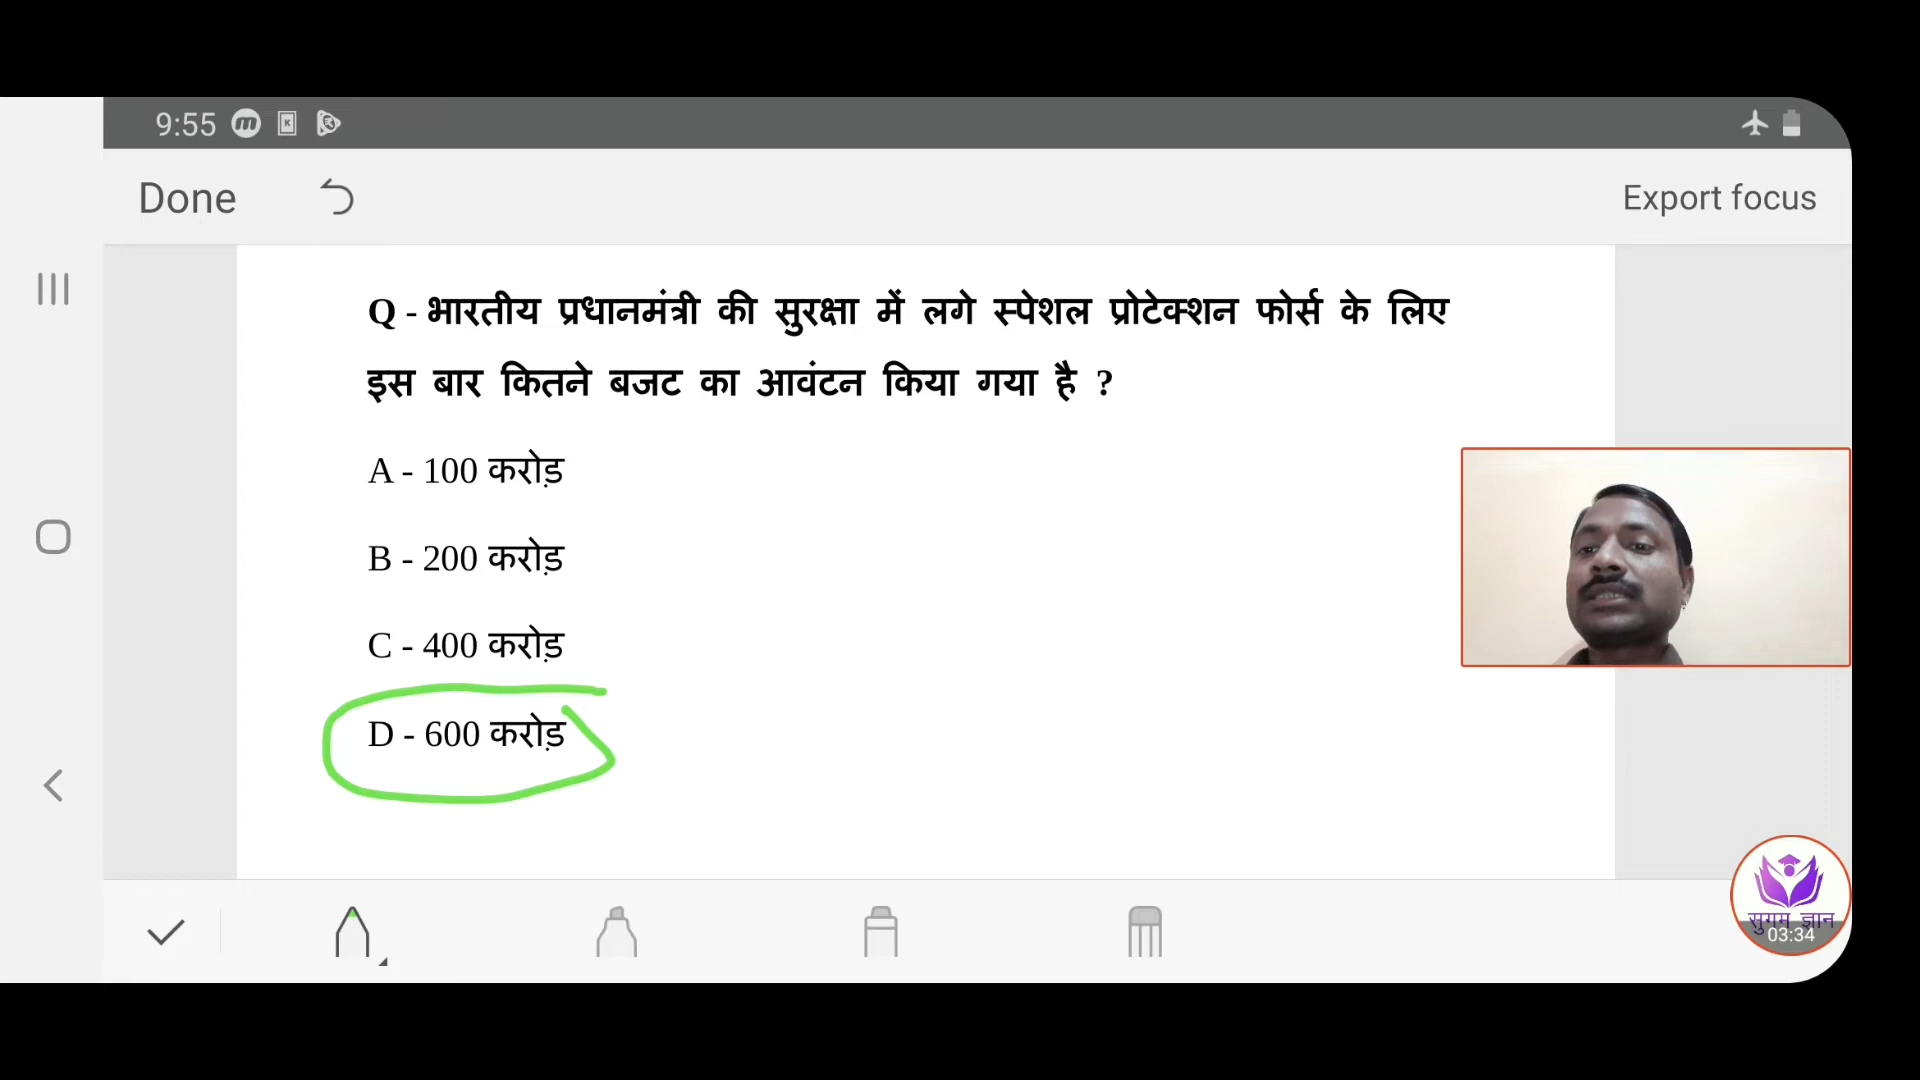 9:55
Done
Export focus
Q - भारतीय प्रधानमंत्री की सुरक्षा में लगे स्पेशल प्रोटेक्शन फोर्स के लिए
इस बार कितने बजट का आवंटन किया गया है ?
A - 100 करोड़
B - 200 करोड़
C - 400 करोड़
D - 600 करोड़
सुगम ज्ञान
03:34